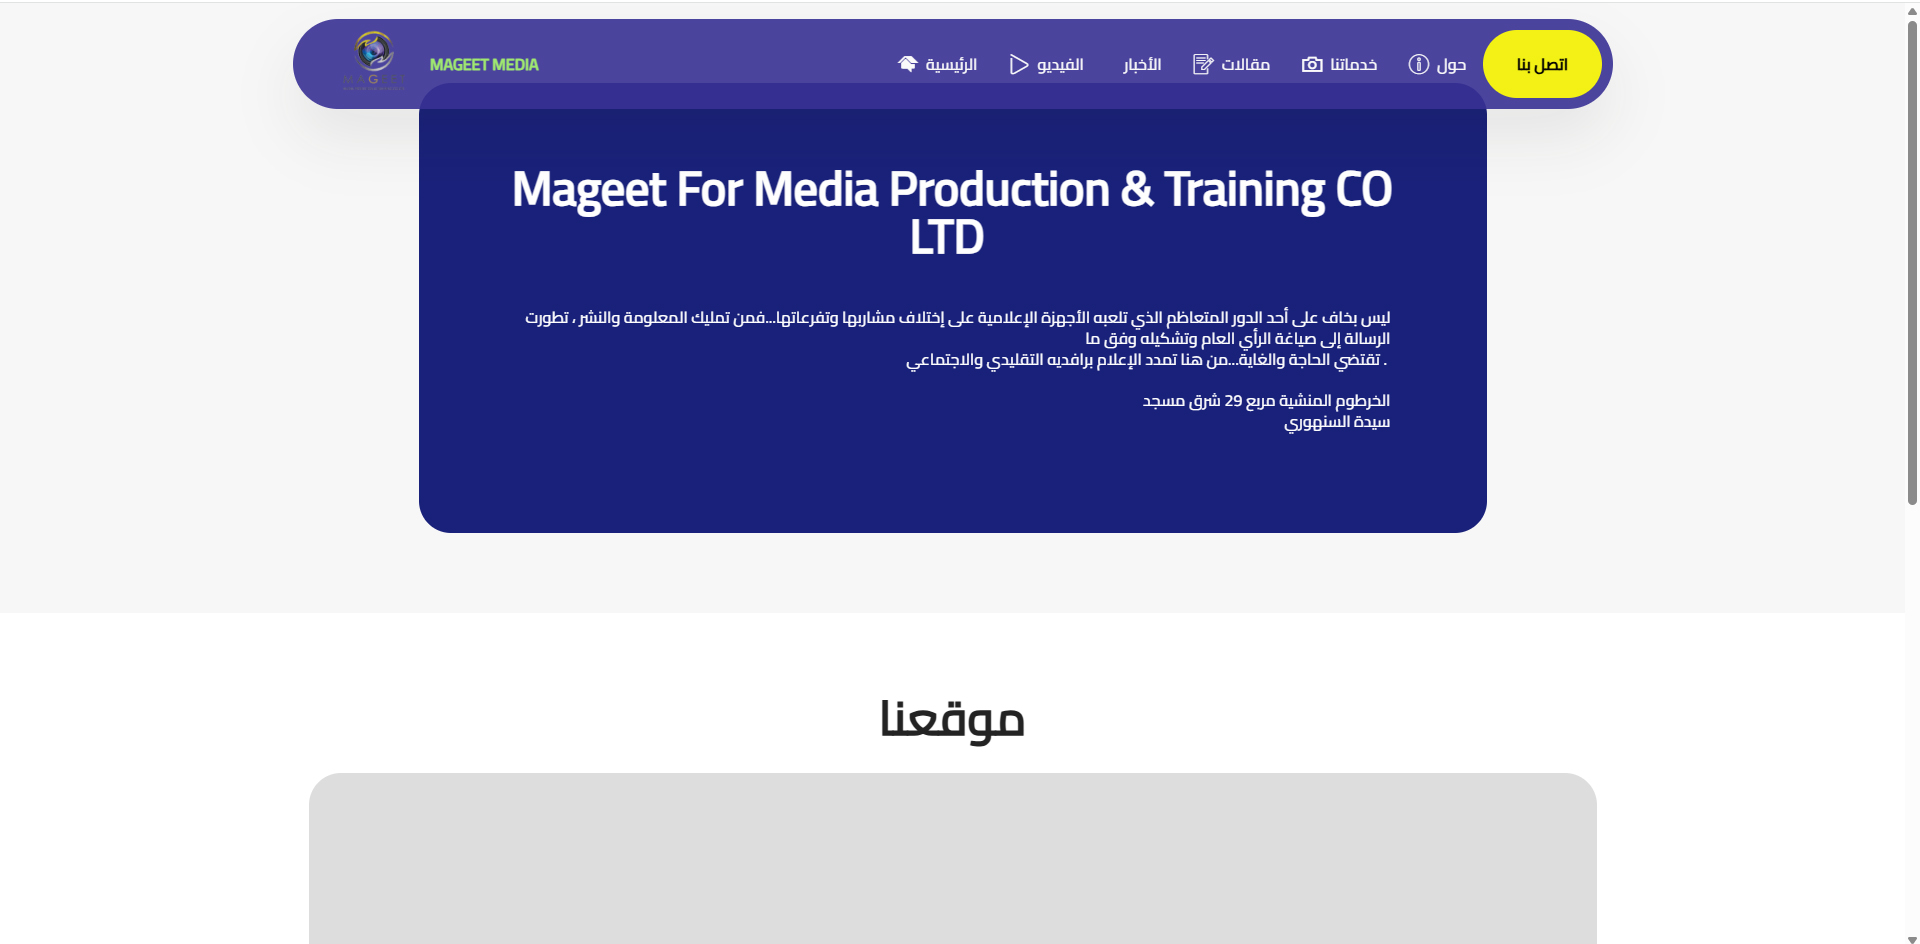 MAGEET MEDIA
الرئيسية
الفيديو
الأخبار
مقالات
خدماتنا
حول
اتصل بنا
Mageet For Media Production & Training CO
LTD
ليس بخاف على أحد الدور المتعاظم الذي تلعبه الأجهزة الإعلامية على إختلاف مشاربها وتفرعاتها...فمن تمليك المعلومة والنشر ، تطورت
الرسالة إلى صياغة الرأي العام وتشكيله وفق ما
. تقتضي الحاجة والغاية...من هنا تمدد الإعلام برافديه التقليدي والاجتماعي
الخرطوم المنشية مربع 29 شرق مسجد
سيدة السنهوري
موقعنا